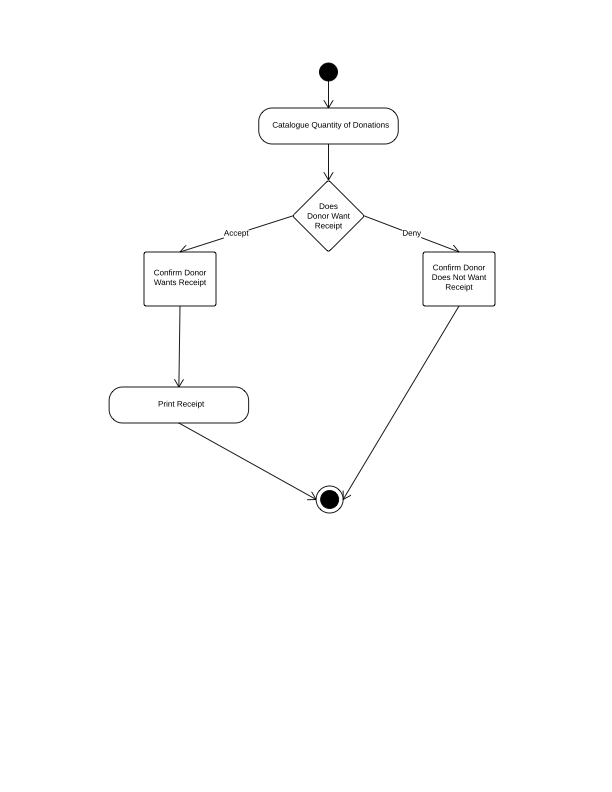 Catalogue Quantity of Donations
Does
Donor Want
Receipt
Accept
Deny
Confirm Donor
Wants Receipt
Confirm Donor
Does Not Want
Receipt
Print Receipt